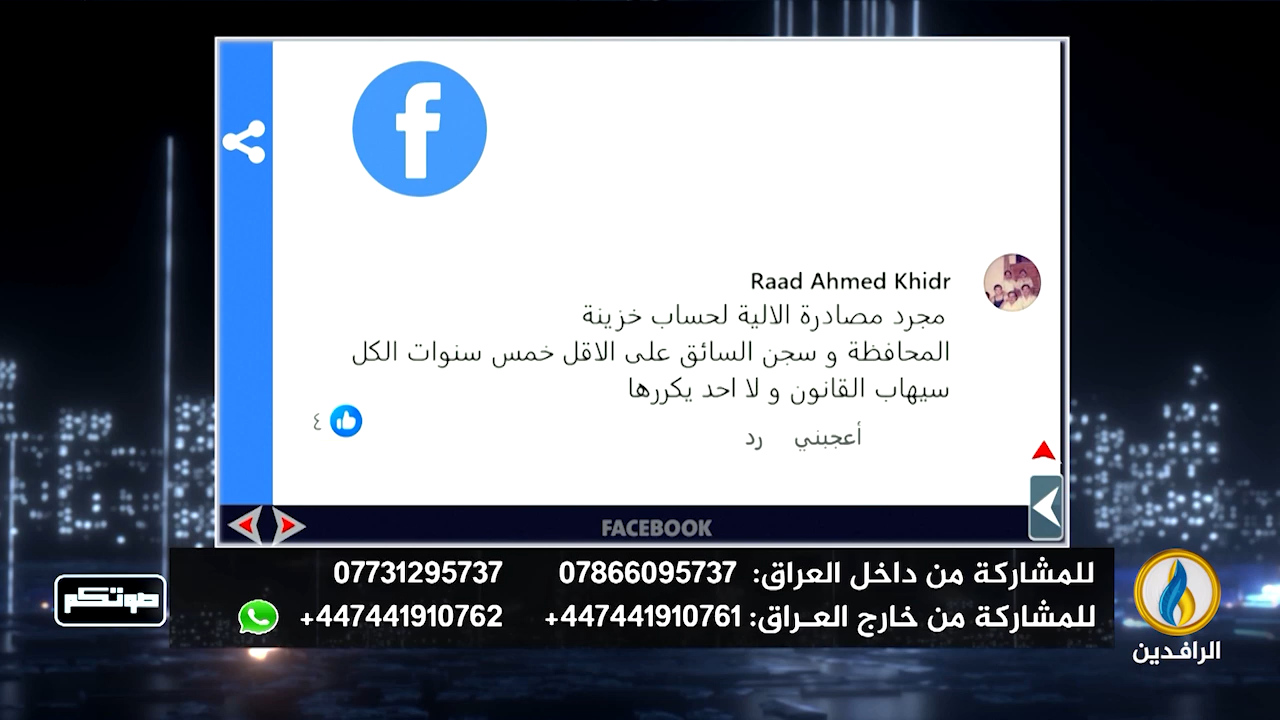 Raad Ahmed Khidr
مجرد مصادرة الالية لحساب خزينة
المحافظة و سجن السائق على الاقل خمس سنوات الكل
سيهاب القانون و لا احد يكررها
أعجبني رد
٤
FACEBOOK
للمشاركة من داخل العراق: 07866095737 07731295737
للمشاركة من خارج العـراق: 447441910761+ 447441910762+
صوتكم
الرافدين